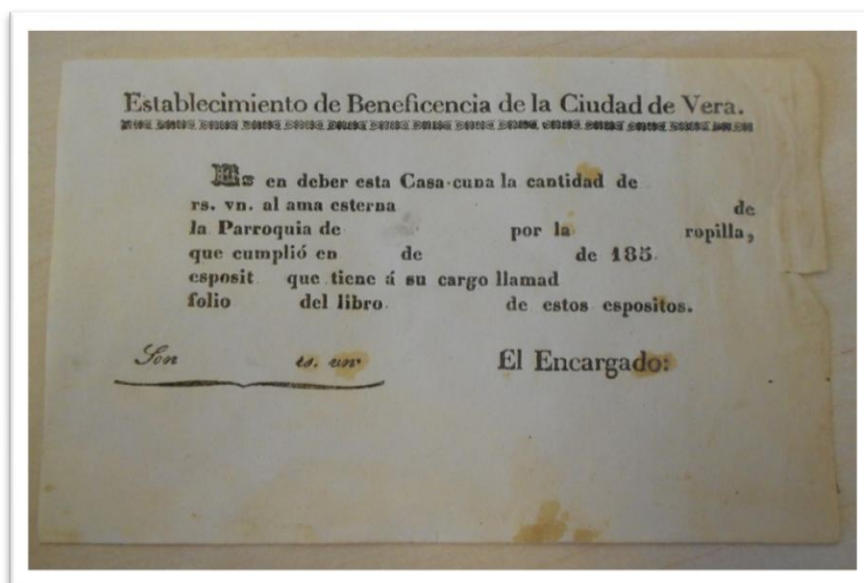 Establecimiento de Beneficencia de la Ciudad de Vera.
Es en deber esta Casa-cuna la cantidad de
rs. vn. al ama esterna de
la Parroquia de por la ropilla,
que cumplió en de de 185
esposit que tiene á su cargo llamad
folio del libro de estos espositos.
Son rs. vn
El Encargado: